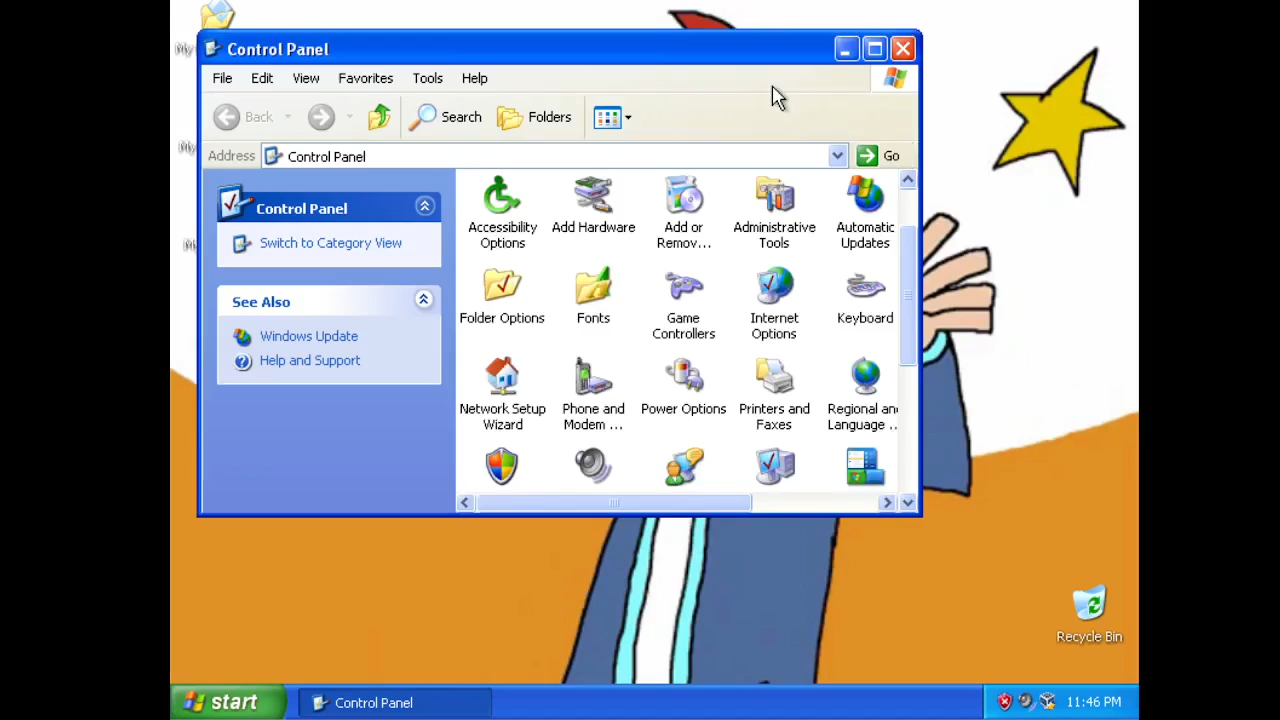 My
Control Panel
File Edit View Favorites Tools Help
Back Search Folders
Address Control Panel Go
Control Panel
Switch to Category View
See Also
Windows Update
Help and Support
Accessibility Options
Add Hardware
Add or Remov...
Administrative Tools
Automatic Updates
Folder Options
Fonts
Game Controllers
Internet Options
Keyboard
Network Setup Wizard
Phone and Modem ...
Power Options
Printers and Faxes
Regional and Language ...
My
My
Recycle Bin
start Control Panel 11:46 PM